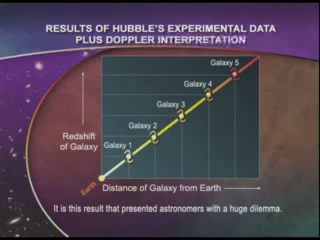 RESULTS OF HUBBLE'S EXPERIMENTAL DATA
PLUS DOPPLER INTERPRETATION
Galaxy 5
Galaxy 4
Galaxy 3
Galaxy 2
Galaxy 1
Redshift
of Galaxy
Earth
Distance of Galaxy from Earth
It is this result that presented astronomers with a huge dilemma.